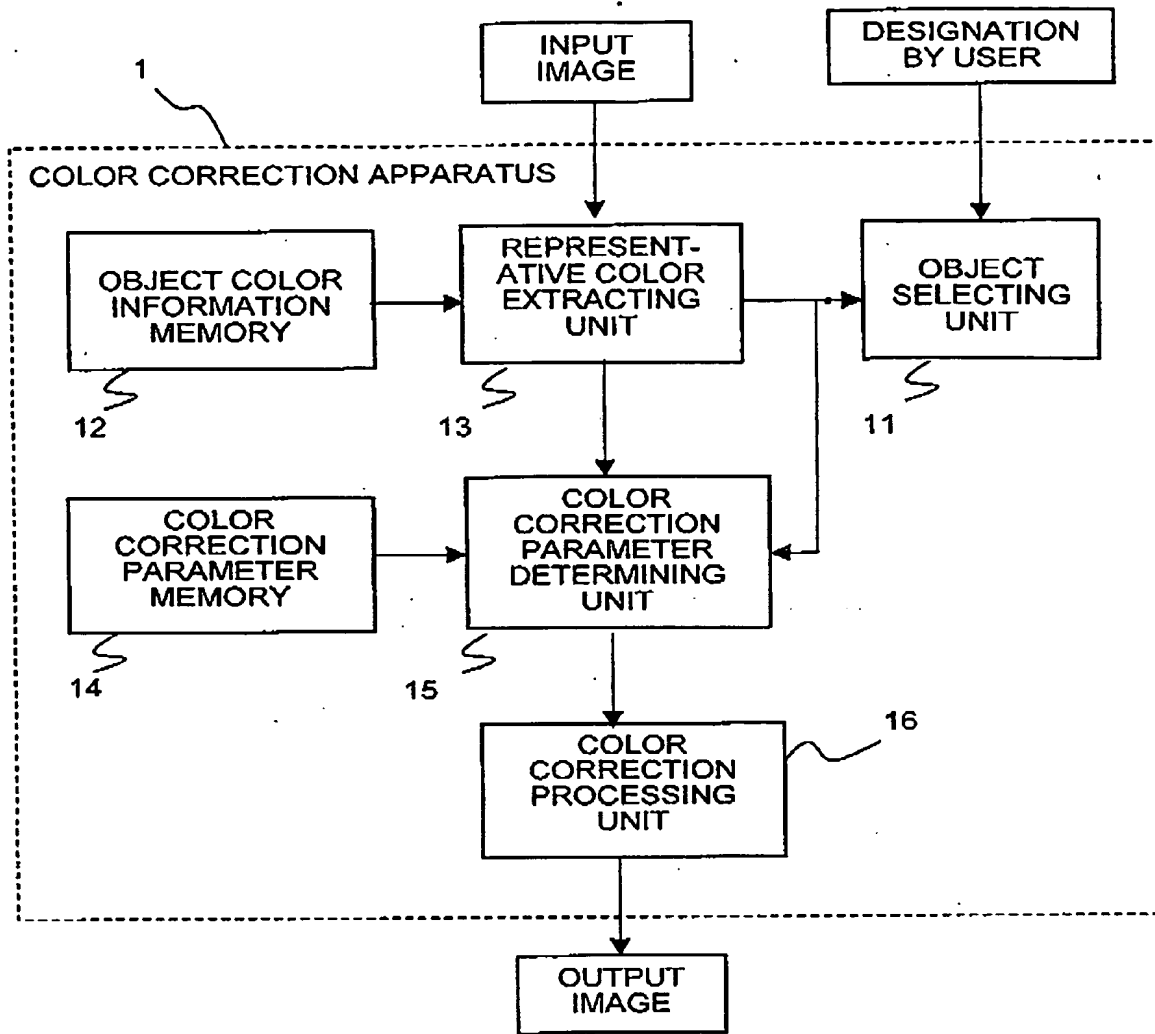 INPUT
IMAGE
DESIGNATION
BY USER
1
COLOR CORRECTION APPARATUS
OBJECT COLOR
INFORMATION
MEMORY
12
REPRESENT-
ATIVE COLOR
EXTRACTING
UNIT
13
OBJECT
SELECTING
UNIT
11
COLOR
CORRECTION
PARAMETER
MEMORY
14
COLOR
CORRECTION
PARAMETER
DETERMINING
UNIT
15
COLOR
CORRECTION
PROCESSING
UNIT
16
OUTPUT
IMAGE